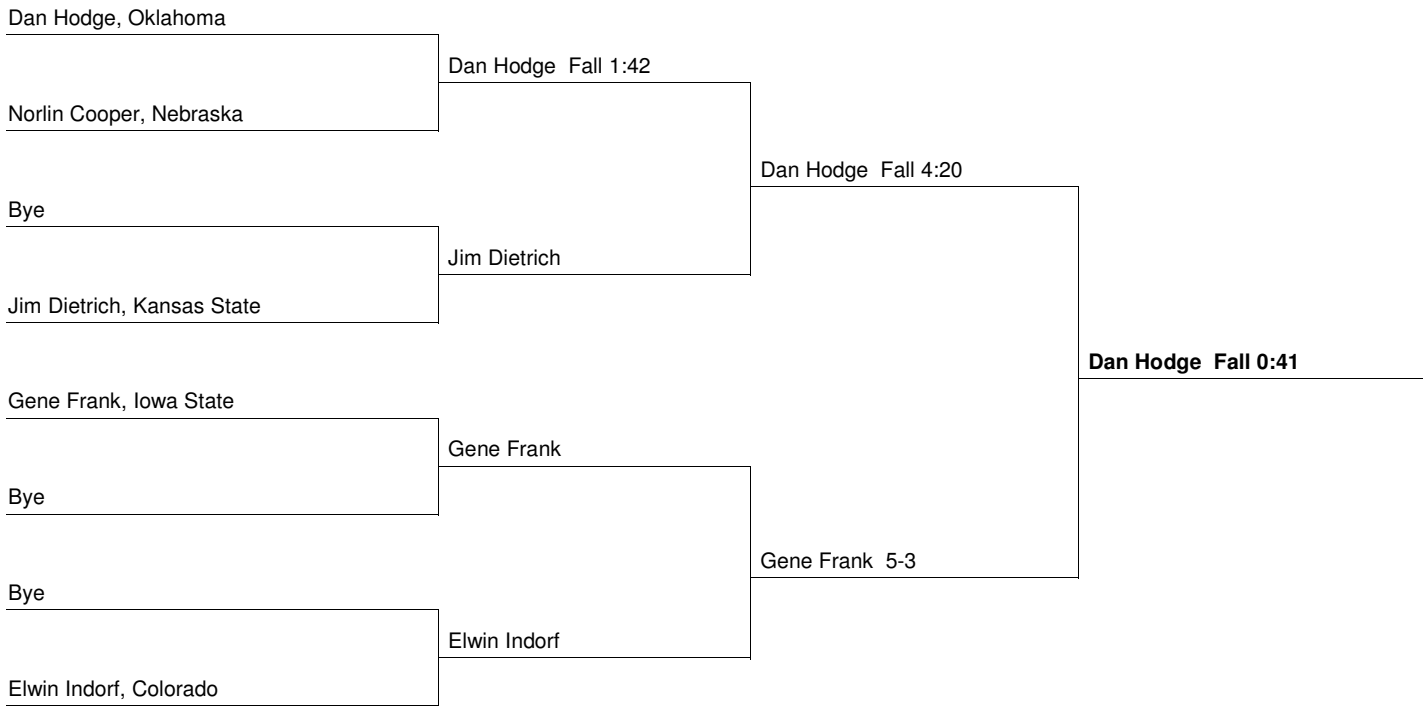 Dan Hodge, Oklahoma
Dan Hodge  Fall 1:42
Norlin Cooper, Nebraska
Dan Hodge  Fall 4:20
Bye
Jim Dietrich
Jim Dietrich, Kansas State
Dan Hodge  Fall 0:41
Gene Frank, Iowa State
Gene Frank
Bye
Gene Frank  5-3
Bye
Elwin Indorf
Elwin Indorf, Colorado